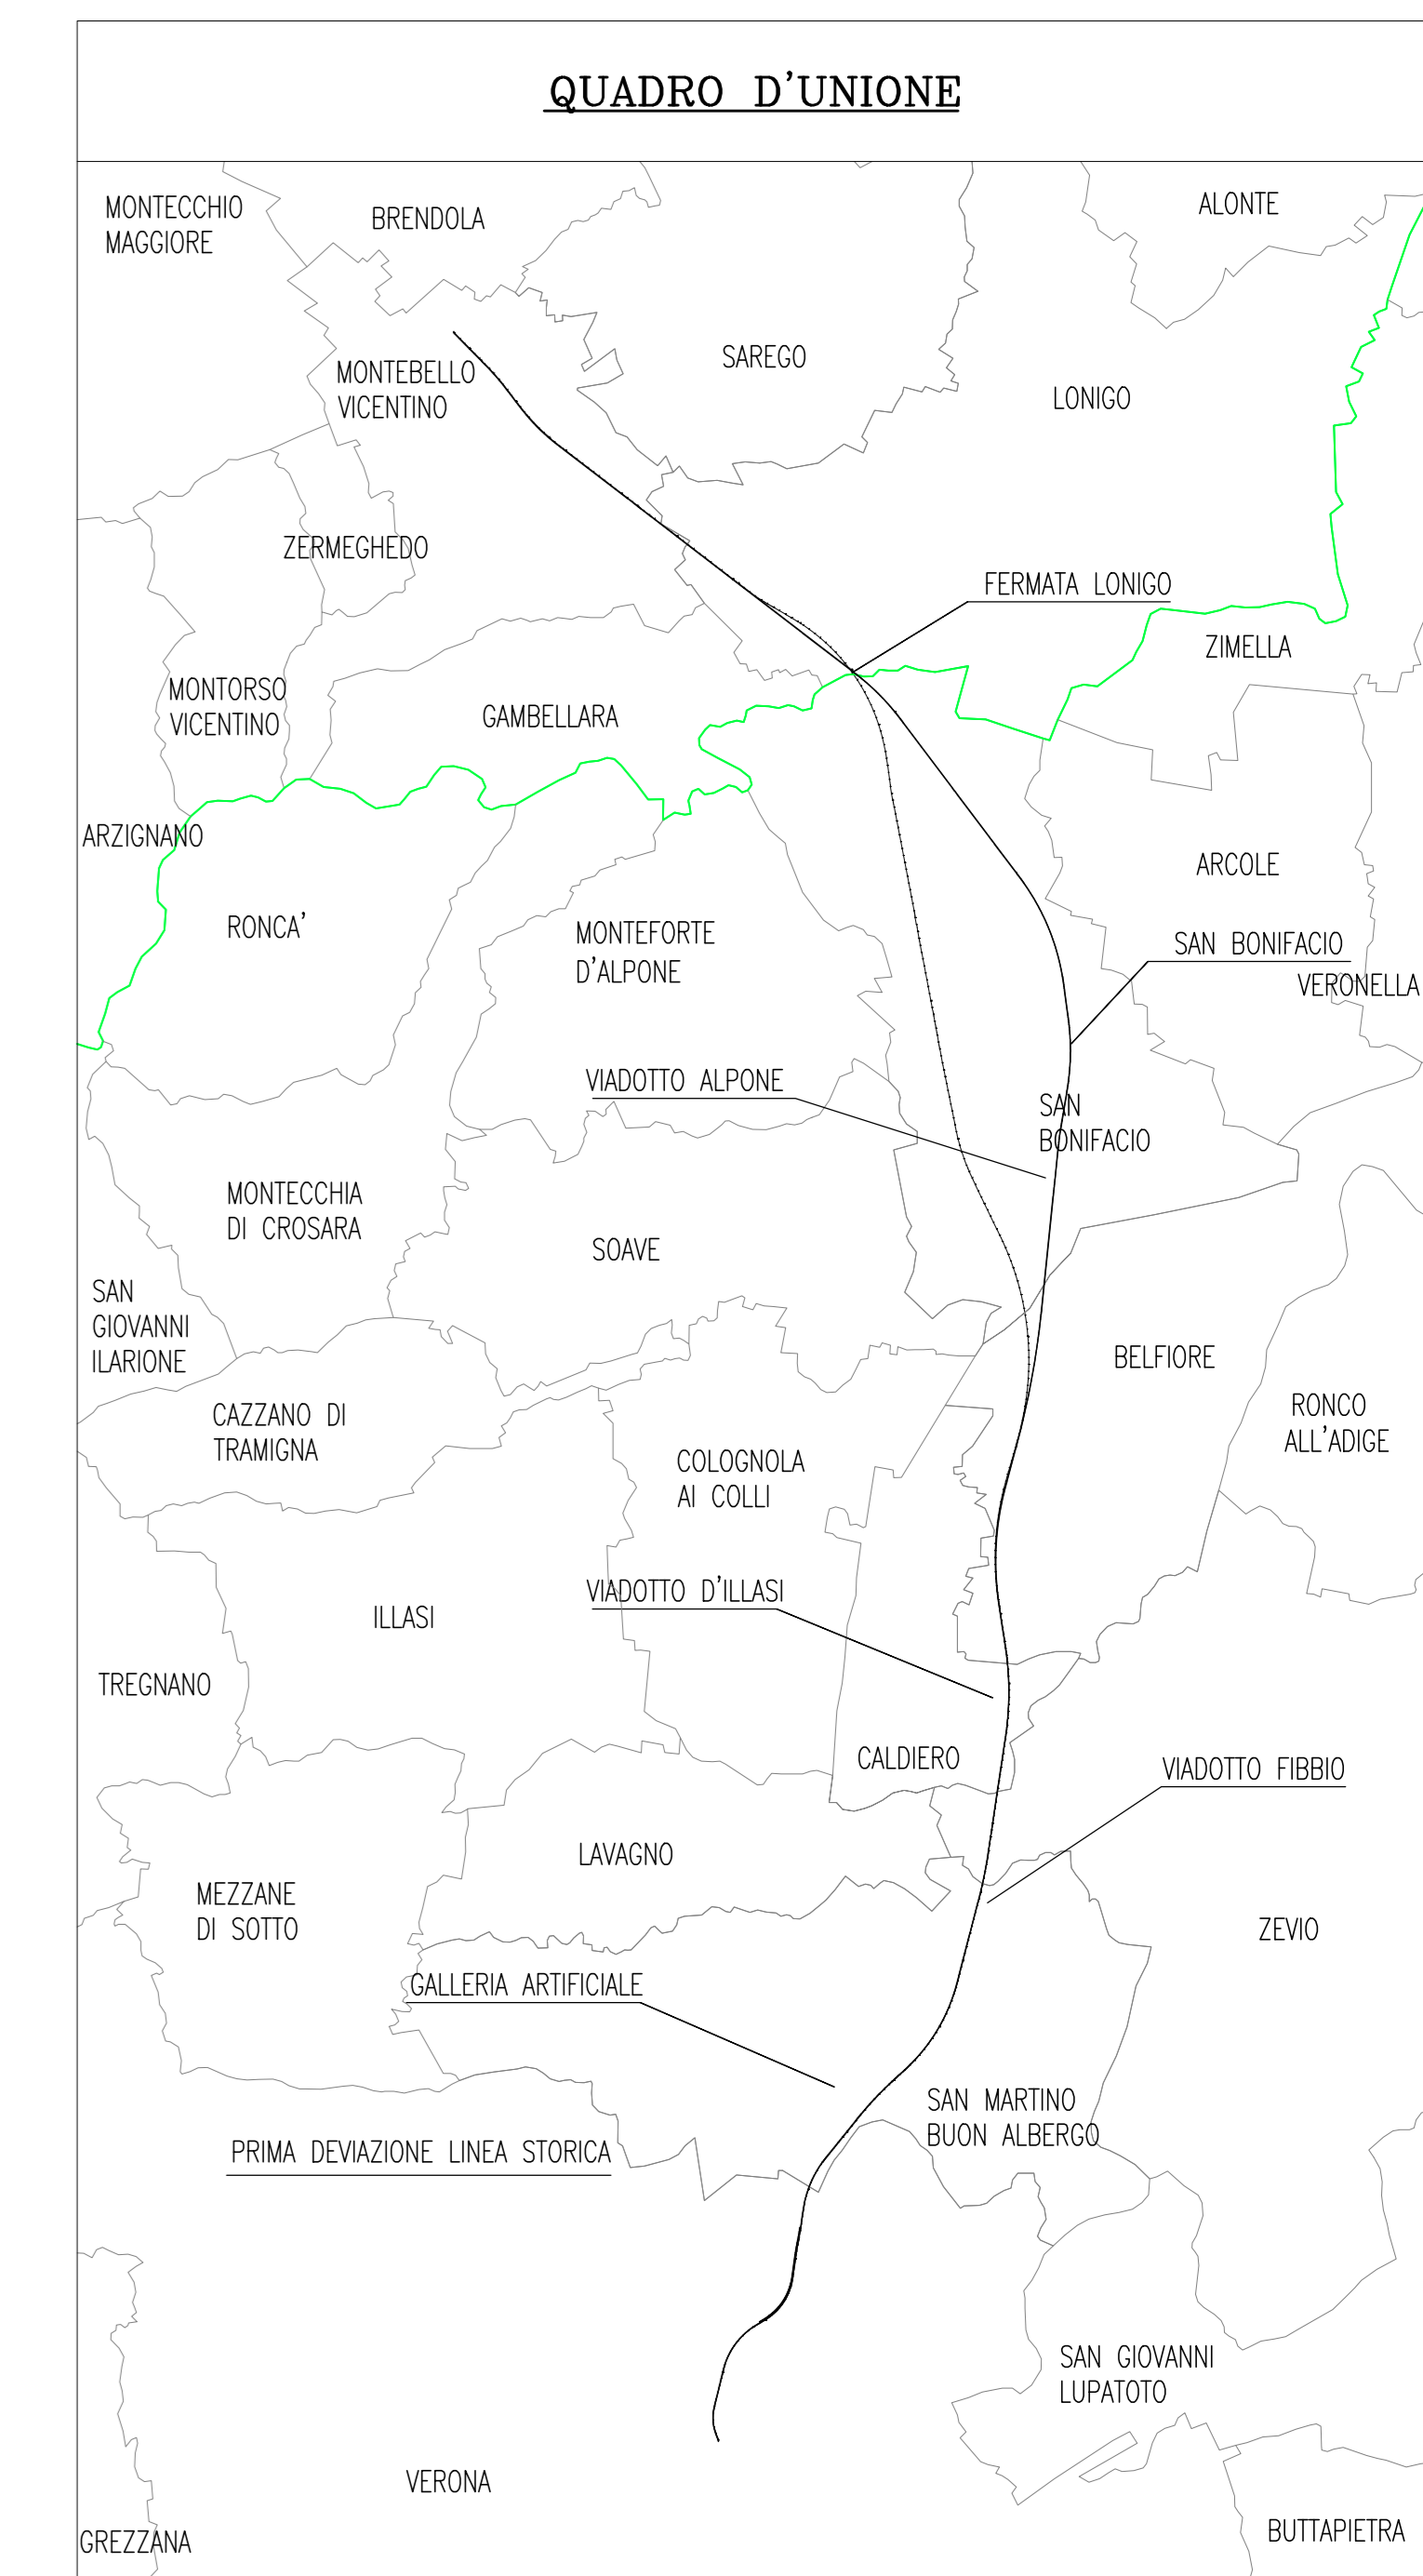 QUADRO D'UNIONE
MONTECCHIO
MAGGIORE
BRENDOLA
ALONTE
SAREGO
MONTEBELLO
VICENTINO
LONIGO
ZERMEGHEDO
FERMATA LONIGO
ZIMELLA
MONTORSO
VICENTINO
GAMBELLARA
ARZIGNANO
ARCOLE
RONCA'
MONTEFORTE
D'ALPONE
SAN BONIFACIO
VERONELLA
VIADOTTO ALPONE
SAN
BONIFACIO
MONTECCHIA
DI CROSARA
SOAVE
SAN
GIOVANNI
ILARIONE
BELFIORE
CAZZANO DI
TRAMIGNA
RONCO
ALL'ADIGE
COLOGNOLA
AI COLLI
VIADOTTO D'ILLASI
ILLASI
TREGNANO
CALDIERO
VIADOTTO FIBBIO
LAVAGNO
MEZZANE
DI SOTTO
ZEVIO
GALLERIA ARTIFICIALE
SAN MARTINO
BUON ALBERGO
PRIMA DEVIAZIONE LINEA STORICA
SAN GIOVANNI
LUPATOTO
VERONA
GREZZANA
BUTTAPIETRA